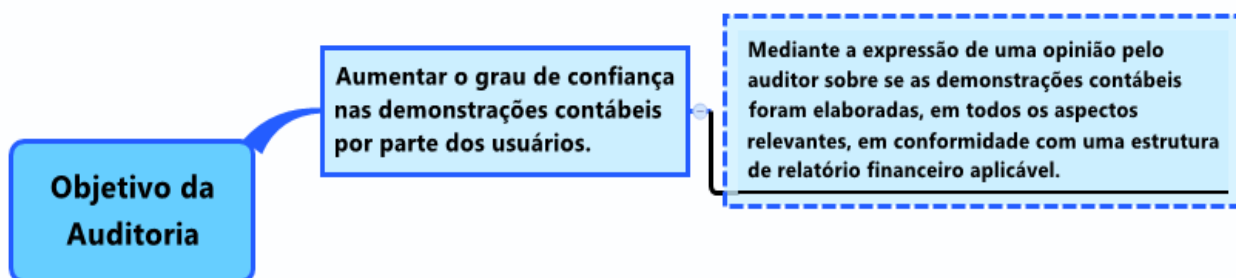 Objetivo da
Auditoria
Aumentar o grau de confiança
nas demonstrações contábeis
por parte dos usuários.
Mediante a expressão de uma opinião pelo
auditor sobre se as demonstrações contábeis
foram elaboradas, em todos os aspectos
relevantes, em conformidade com uma estrutura
de relatório financeiro aplicável.